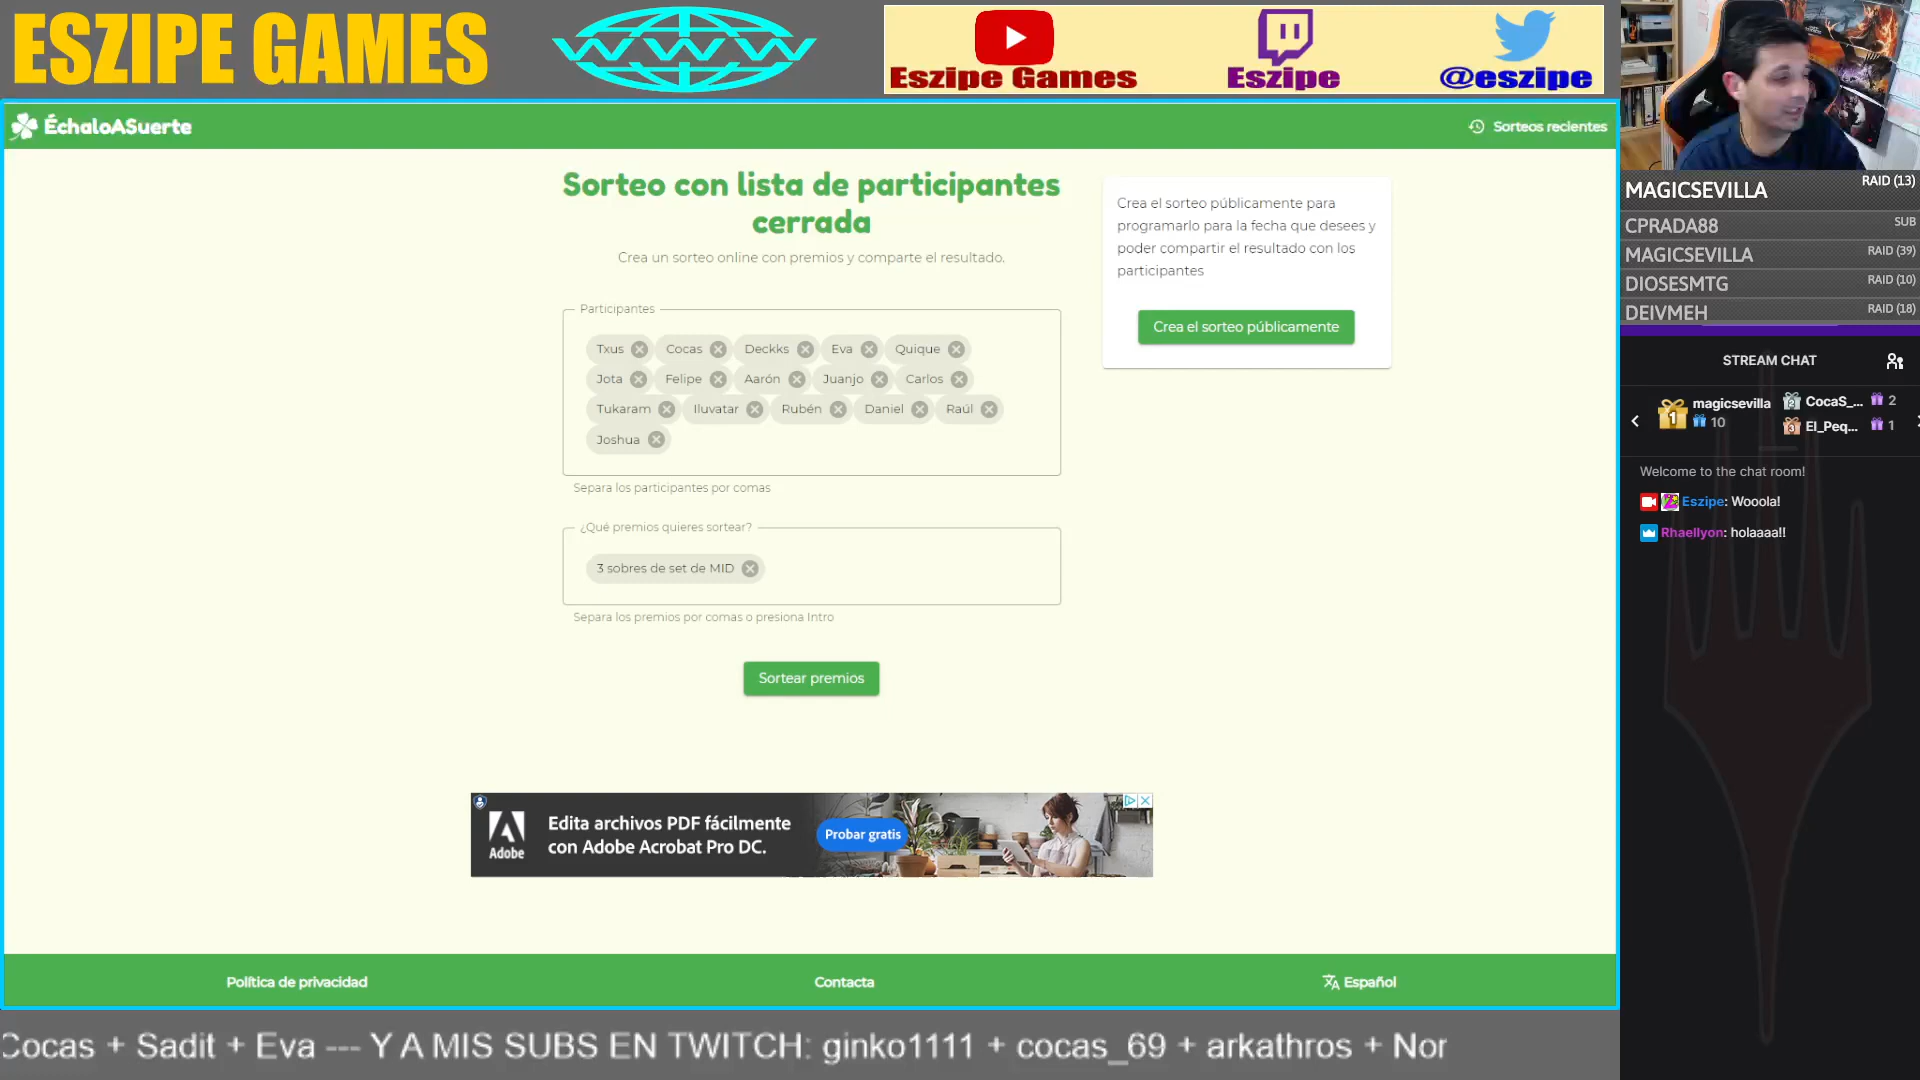 ESZIPE GAMES
WWW
Eszipe Games
Eszipe
@eszipe
ÉchaloASuerte
Sorteos recientes
Sorteo con lista de participantes
cerrada
Crea un sorteo online con premios y comparte el resultado.
Participantes
Txus Cocas Deckks Eva Quique
Jota Felipe Aarón Juanjo Carlos
Tukaram Iluvatar Rubén Daniel Raúl
Joshua
Separa los participantes por comas
¿Qué premios quieres sortear?
3 sobres de set de MID
Separa los premios por comas o presiona Intro
Sortear premios
Crea el sorteo públicamente para
programarlo para la fecha que desees y
poder compartir el resultado con los
participantes
Crea el sorteo públicamente
Adobe
Edita archivos PDF fácilmente
con Adobe Acrobat Pro DC.
Probar gratis
Política de privacidad
Contacta
Español
Cocas + Sadit + Eva --- Y A MIS SUBS EN TWITCH: ginko1111 + cocas_69 + arkathros + Nor
MAGICSEVILLA RAID (13)
CPRADA88 SUB
MAGICSEVILLA RAID (39)
DIOSESMTG RAID (10)
DEIVMEH RAID (18)
STREAM CHAT
1 magicsevilla 10
2 CocaS_... 2
3 El_Peq... 1
Welcome to the chat room!
Eszipe: Wooola!
Rhaellyon: holaaaa!!